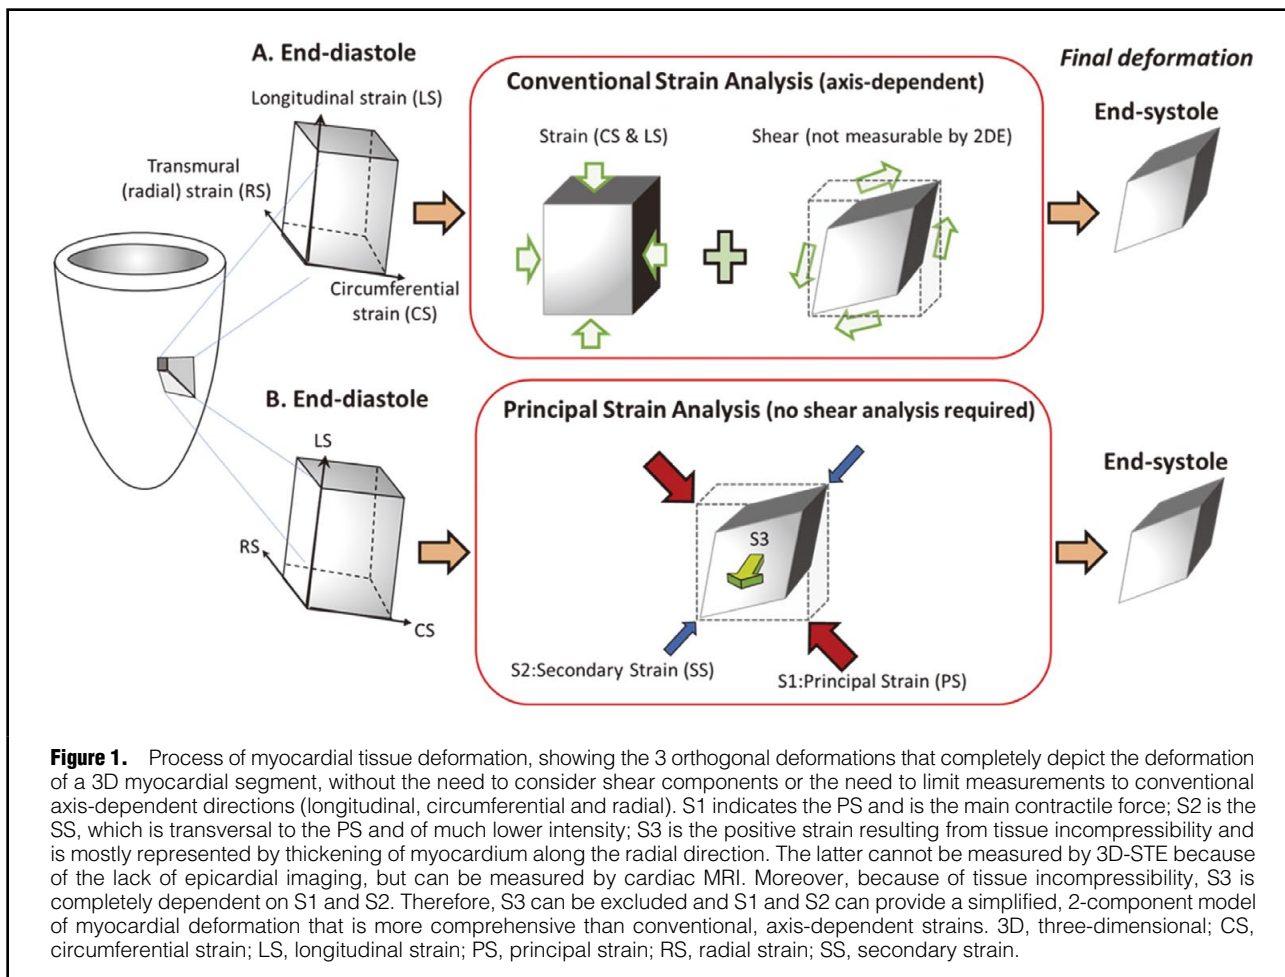 A. End-diastole
Longitudinal strain (LS)
Transmural
(radial) strain (RS)
Circumferential
strain (CS)
Conventional Strain Analysis (axis-dependent)
Strain (CS & LS)
Shear (not measurable by 2DE)
Final deformation
End-systole
B. End-diastole
LS
RS
CS
Principal Strain Analysis (no shear analysis required)
S3
S2:Secondary Strain (SS)
S1:Principal Strain (PS)
End-systole
Figure 1. Process of myocardial tissue deformation, showing the 3 orthogonal deformations that completely depict the deformation
of a 3D myocardial segment, without the need to consider shear components or the need to limit measurements to conventional
axis-dependent directions (longitudinal, circumferential and radial). S1 indicates the PS and is the main contractile force; S2 is the
SS, which is transversal to the PS and of much lower intensity; S3 is the positive strain resulting from tissue incompressibility and
is mostly represented by thickening of myocardium along the radial direction. The latter cannot be measured by 3D-STE because
of the lack of epicardial imaging, but can be measured by cardiac MRI. Moreover, because of tissue incompressibility, S3 is
completely dependent on S1 and S2. Therefore, S3 can be excluded and S1 and S2 can provide a simplified, 2-component model
of myocardial deformation that is more comprehensive than conventional, axis-dependent strains. 3D, three-dimensional; CS,
circumferential strain; LS, longitudinal strain; PS, principal strain; RS, radial strain; SS, secondary strain.